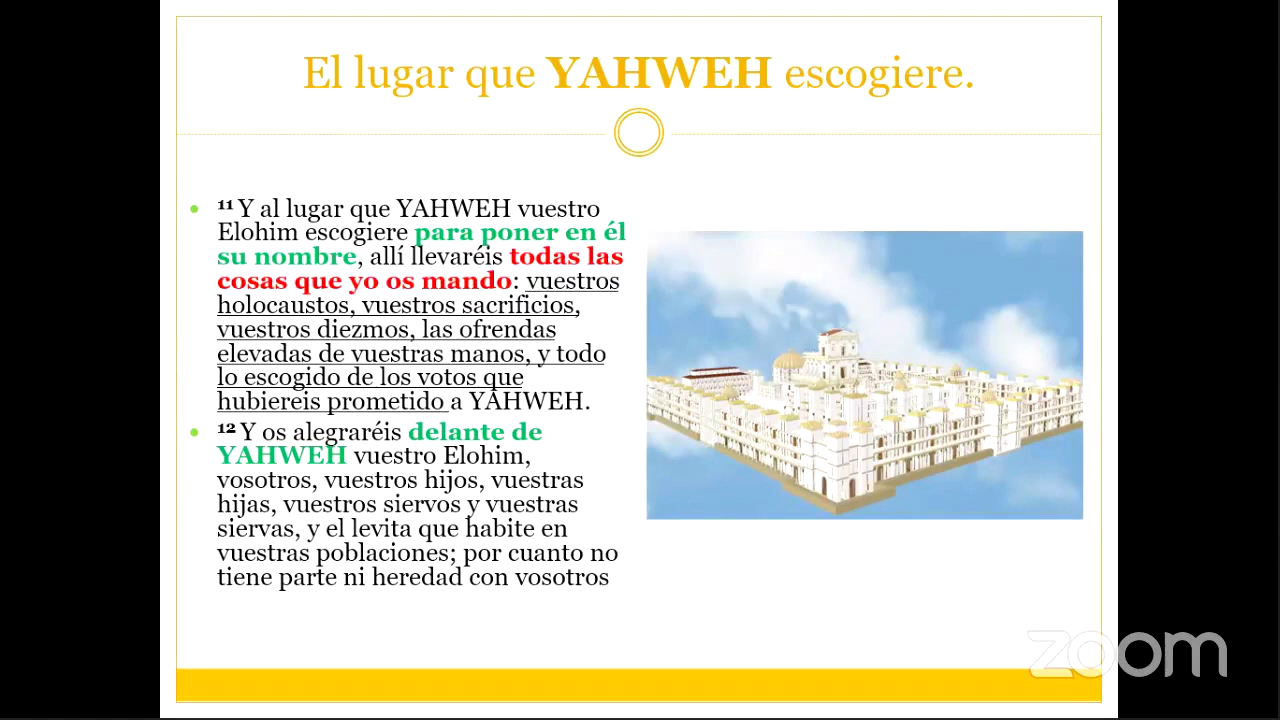 El lugar que YAHWEH escogiere.
11 Y al lugar que YAHWEH vuestro
Elohim escogiere para poner en él
su nombre, allí llevaréis todas las
cosas que yo os mando: vuestros
holocaustos, vuestros sacrificios,
vuestros diezmos, las ofrendas
elevadas de vuestras manos, y todo
lo escogido de los votos que
hubiereis prometido a YAHWEH.
12 Y os alegraréis delante de
YAHWEH vuestro Elohim,
vosotros, vuestros hijos, vuestras
hijas, vuestros siervos y vuestras
siervas, y el levita que habite en
vuestras poblaciones; por cuanto no
tiene parte ni heredad con vosotros
zoom